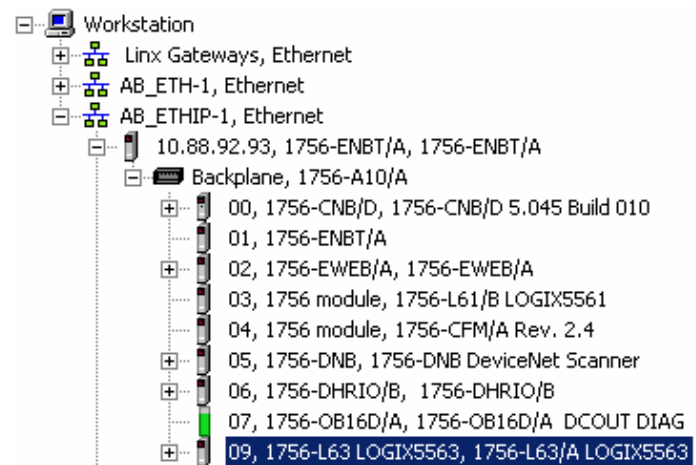 Workstation
Linx Gateways, Ethernet
AB_ETH-1, Ethernet
AB_ETHIP-1, Ethernet
10.88.92.93, 1756-ENBT/A, 1756-ENBT/A
Backplane, 1756-A10/A
00, 1756-CNB/D, 1756-CNB/D 5.045 Build 010
01, 1756-ENBT/A
02, 1756-EWEB/A, 1756-EWEB/A
03, 1756 module, 1756-L61/B LOGIX5561
04, 1756 module, 1756-CFM/A Rev. 2.4
05, 1756-DNB, 1756-DNB DeviceNet Scanner
06, 1756-DHRIO/B, 1756-DHRIO/B
07, 1756-OB16D/A, 1756-OB16D/A DCOUT DIAG
09, 1756-L63 LOGIX5563, 1756-L63/A LOGIX5563